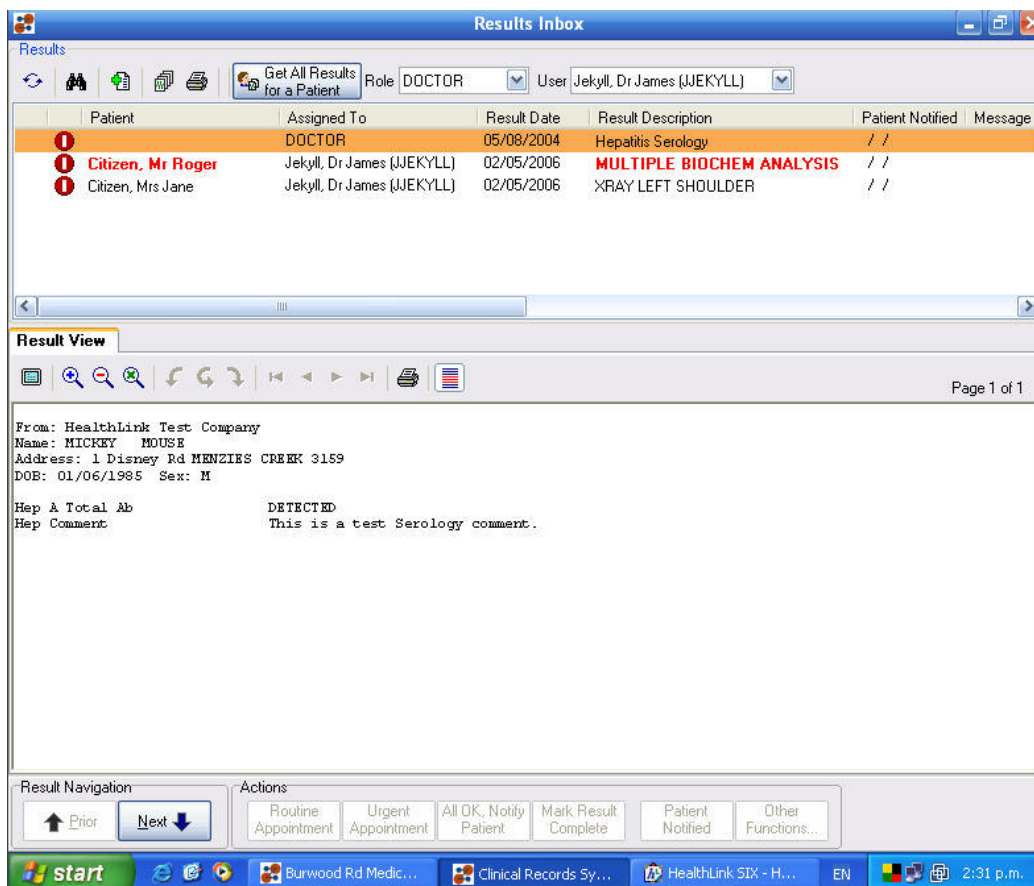 Results Inbox
Results
Get All Results for a Patient Role DOCTOR User Jekyll, Dr James (JJEKYLL)
Patient Assigned To Result Date Result Description Patient Notified Message
DOCTOR 05/08/2004 Hepatitis Serology / /
Citizen, Mr Roger Jekyll, Dr James (JJEKYLL) 02/05/2006 MULTIPLE BIOCHEM ANALYSIS / /
Citizen, Mrs Jane Jekyll, Dr James (JJEKYLL) 02/05/2006 XRAY LEFT SHOULDER / /
Result View
Page 1 of 1
From: HealthLink Test Company
Name: MICKEY MOUSE
Address: 1 Disney Rd MENZIES CREEK 3159
DOB: 01/06/1985 Sex: M
Hep A Total Ab DETECTED
Hep Comment This is a test Serology comment.
Result Navigation Actions
Prior Next Routine Appointment Urgent Appointment All OK, Notify Patient Mark Result Complete Patient Notified Other Functions...
start Burwood Rd Medic... Clinical Records Sy... HealthLink SIX - H... EN 2:31 p.m.